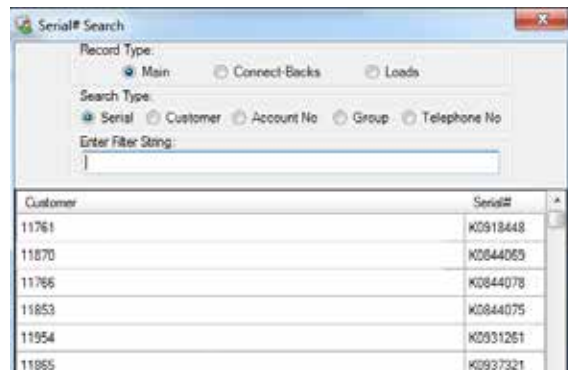 Serial# Search
Record Type:
Main Connect-Backs Loads
Search Type:
Serial Customer Account No Group Telephone No
Enter Filter String:
Customer Serial#
11761 K0918448
11870 K0844069
11766 K0844078
11853 K0844075
11954 K0931261
11865 K0937321